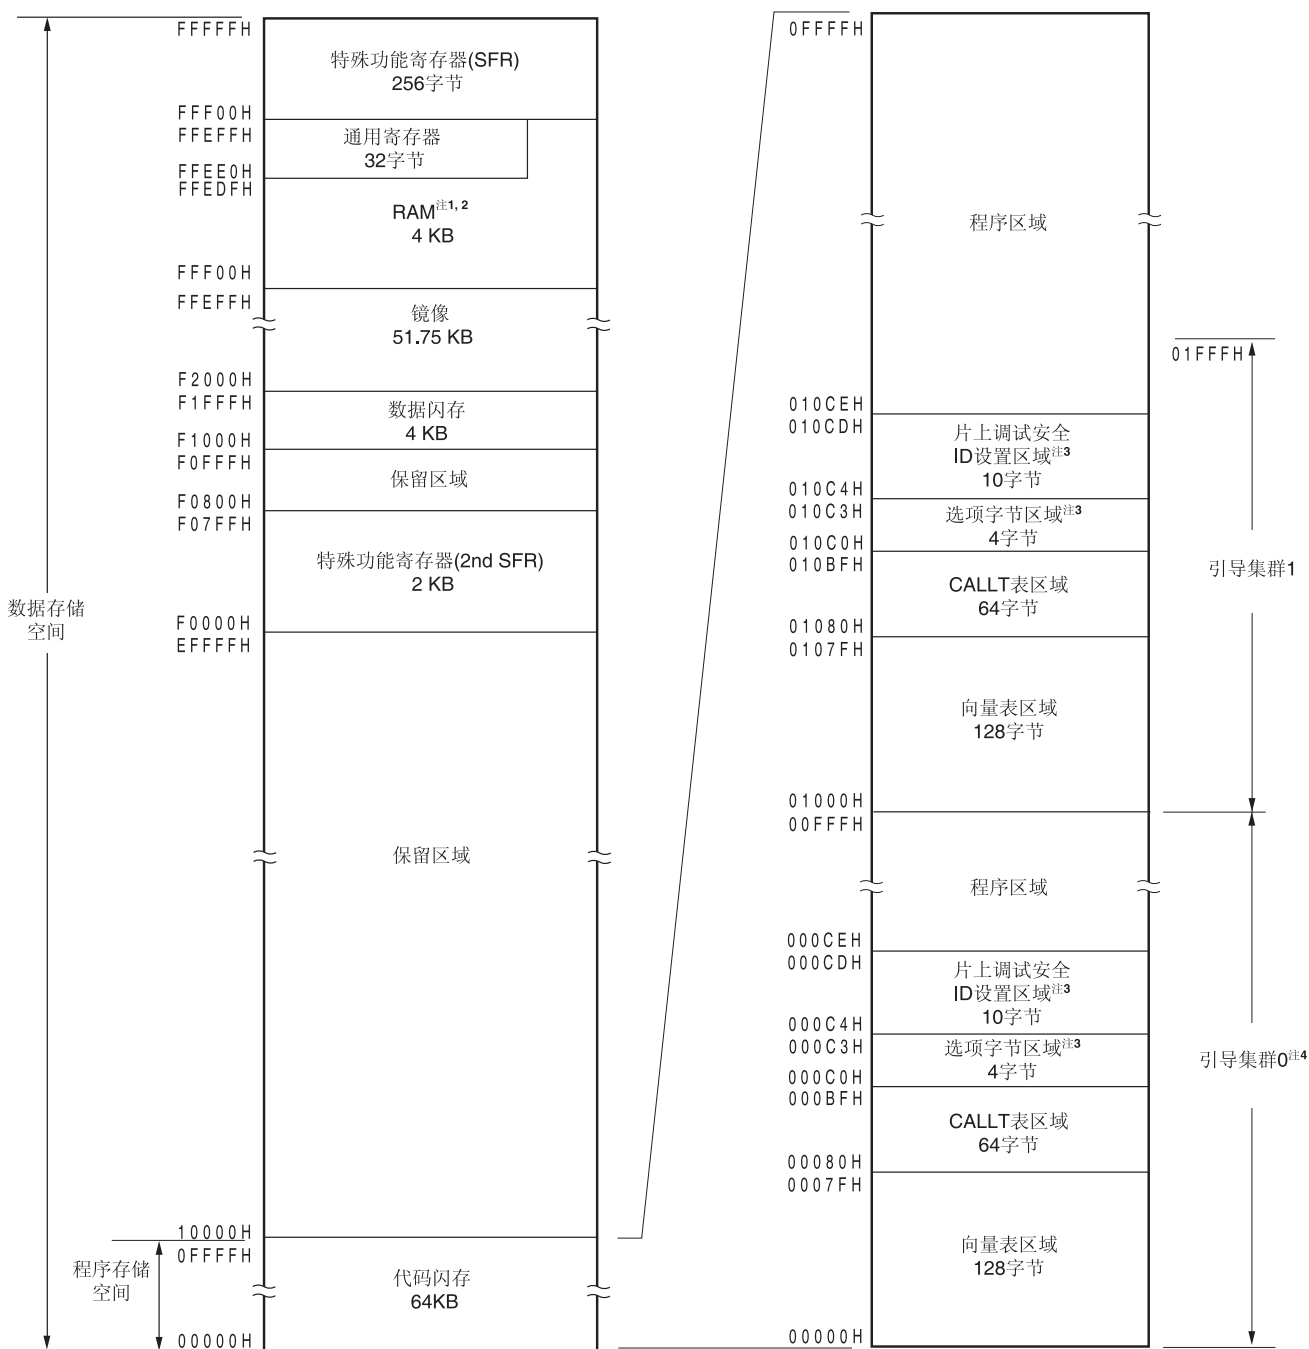 FFFFFH
特殊功能寄存器(SFR)
256字节
FFF00H
FFEFFH
通用寄存器
32字节
FFEE0H
FFEDFH
RAM注1, 2
4 KB
FFF00H
FFEFFH
镜像
51.75 KB
F2000H
F1FFFH
数据闪存
4 KB
F1000H
F0FFFH
保留区域
F0800H
F07FFH
特殊功能寄存器(2nd SFR)
2 KB
F0000H
EFFFFH
数据存储
空间
保留区域
10000H
0FFFFH
程序存储
空间
代码闪存
64KB
00000H
0FFFFH
程序区域
01FFFH
010CEH
010CDH
片上调试安全
ID设置区域注3
10字节
010C4H
010C3H
选项字节区域注3
4字节
010C0H
010BFH
CALLT表区域
64字节
引导集群1
01080H
0107FH
向量表区域
128字节
01000H
00FFFH
程序区域
000CEH
000CDH
片上调试安全
ID设置区域注3
10字节
000C4H
000C3H
选项字节区域注3
4字节
引导集群0注4
000C0H
000BFH
CALLT表区域
64字节
00080H
0007FH
向量表区域
128字节
00000H